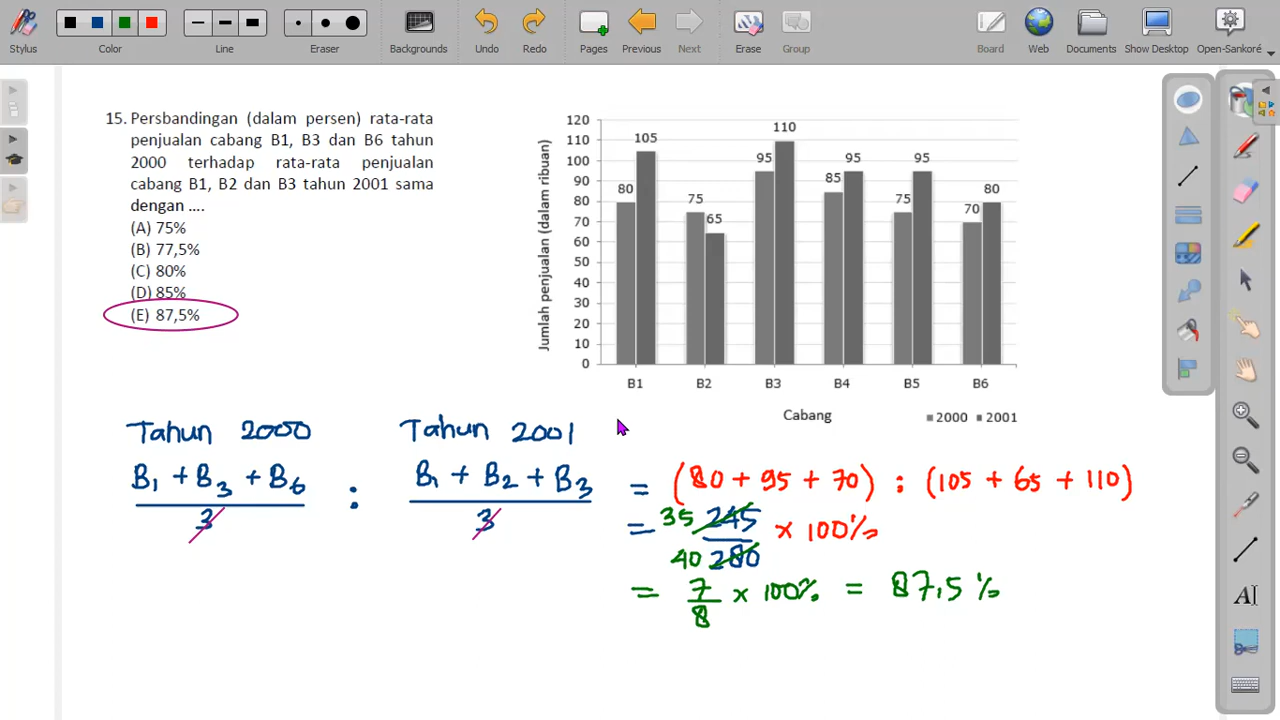 Stylus Color Line Eraser Backgrounds Undo Redo Pages Previous Next Erase Group Board Web Documents Show Desktop Open-Sankoré
15. Persbandingan (dalam persen) rata-rata
penjualan cabang B1, B3 dan B6 tahun
2000 terhadap rata-rata penjualan
cabang B1, B2 dan B3 tahun 2001 sama
dengan ....
(A) 75%
(B) 77,5%
(C) 80%
(D) 85%
(E) 87,5%
Jumlah penjualan (dalam ribuan)
120
110
100
90
80
70
60
50
40
30
20
10
0
80 105 75 65 95 110 85 95 75 95 70 80
B1 B2 B3 B4 B5 B6
Cabang
2000 2001
Tahun 2000 Tahun 2001
B1 + B3 + B6 / 3 : B1 + B2 + B3 / 3 = (80 + 95 + 70) : (105 + 65 + 110)
= 35 245 / 40 280 x 100%
= 7/8 x 100% = 87,5 %